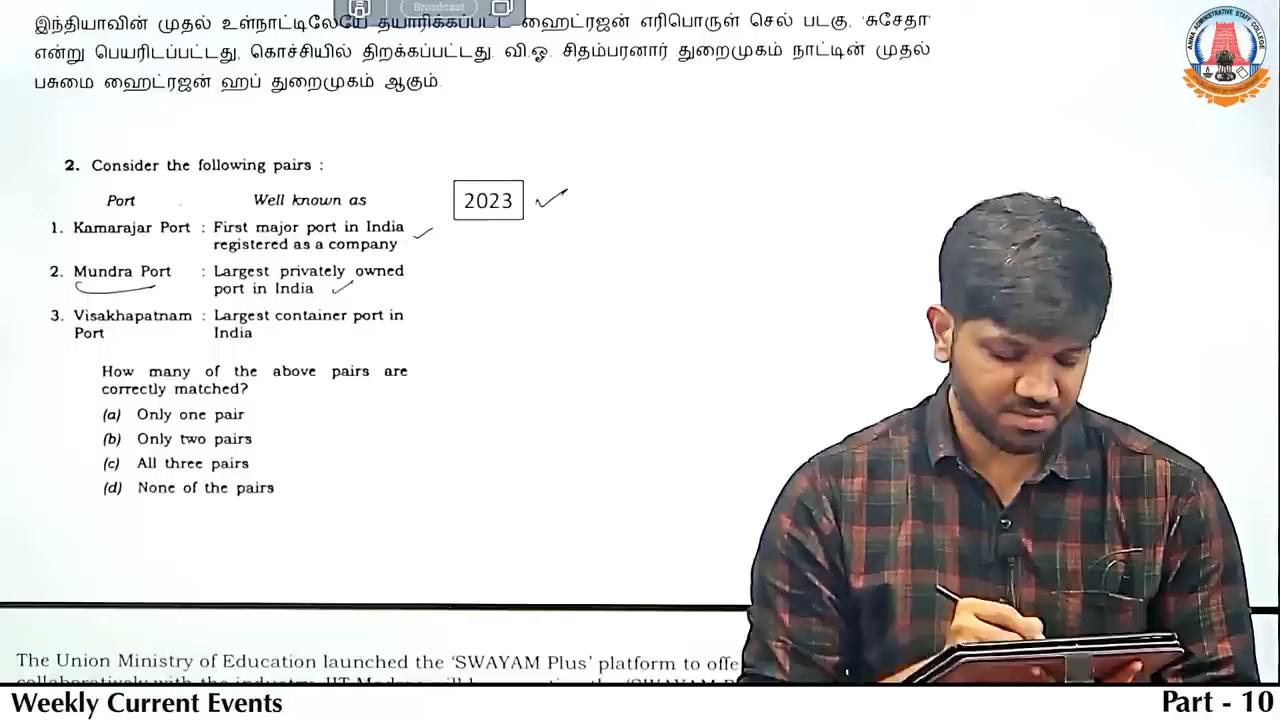 Broadcast
இந்தியாவின் முதல் உள்நாட்டிலேயே தயாரிக்கப்பட்ட ஹைட்ரஜன் எரிபொருள் செல் படகு, 'சுசேதா'
என்று பெயரிடப்பட்டது, கொச்சியில் திறக்கப்பட்டது. வி.ஓ. சிதம்பரனார் துறைமுகம் நாட்டின் முதல்
பசுமை ஹைட்ரஜன் ஹப் துறைமுகம் ஆகும்.
ANNA ADMINISTRATIVE STAFF COLLEGE
2. Consider the following pairs :
Port Well known as
2023
1. Kamarajar Port : First major port in India
registered as a company
2. Mundra Port : Largest privately owned
port in India
3. Visakhapatnam : Largest container port in
Port India
How many of the above pairs are
correctly matched?
(a) Only one pair
(b) Only two pairs
(c) All three pairs
(d) None of the pairs
The Union Ministry of Education launched the 'SWAYAM Plus' platform to offe
Weekly Current Events
Part - 10